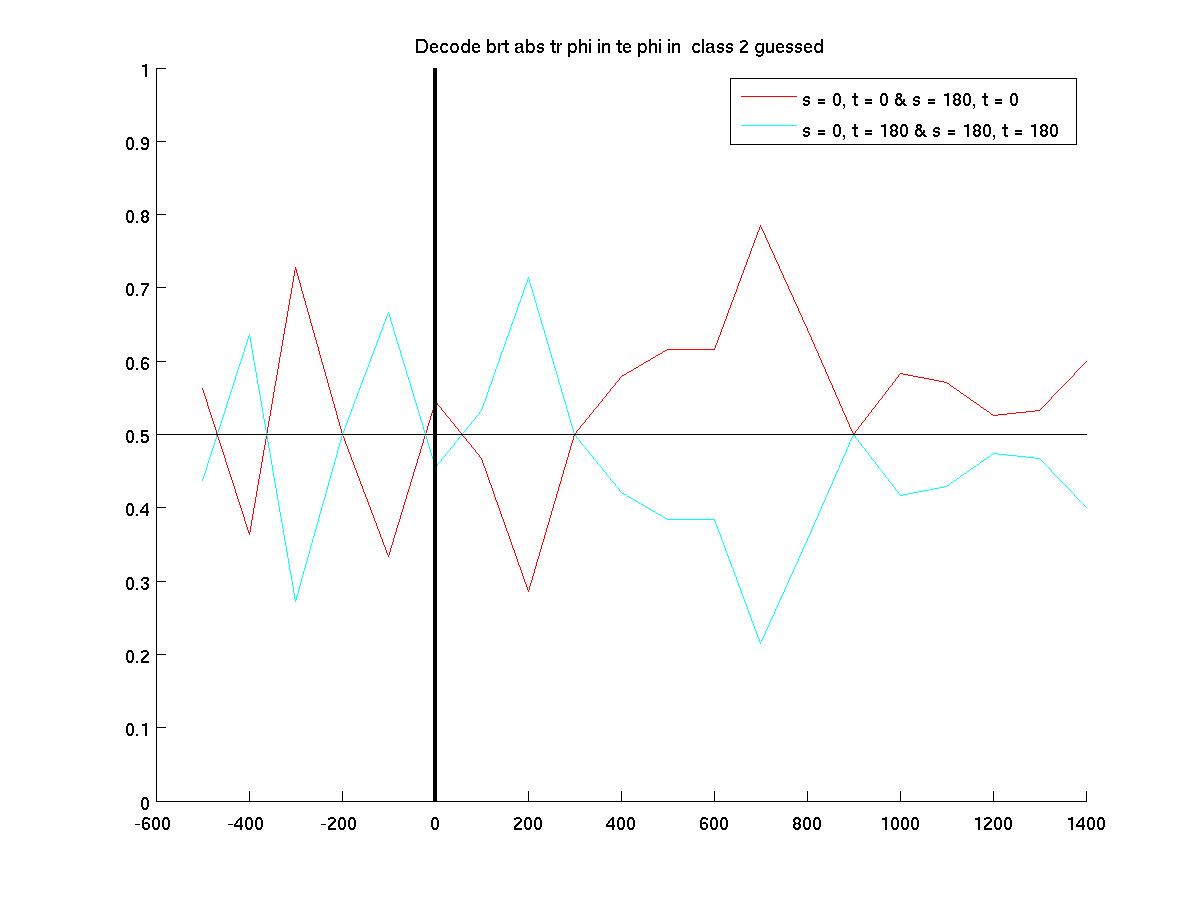 Decode brt abs tr phi in te phi in  class 2 guessed
s = 0, t = 0 & s = 180, t = 0
s = 0, t = 180 & s = 180, t = 180
1
0.9
0.8
0.7
0.6
0.5
0.4
0.3
0.2
0.1
0
-600 -400 -200 0 200 400 600 800 1000 1200 1400